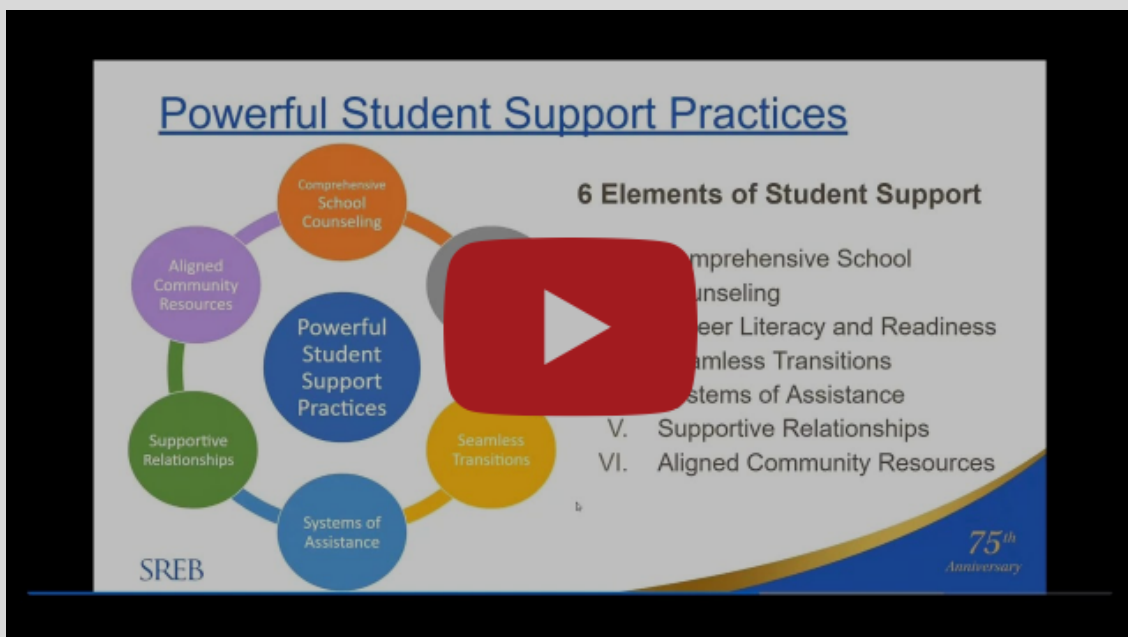 Powerful Student Support Practices
Comprehensive
School
Counseling
Aligned
Community
Resources
Powerful
Student
Support
Practices
Supportive
Relationships
Seamless
Transitions
Systems of
Assistance
6 Elements of Student Support
School
Literacy and Readiness
Transitions
of Assistance
V. Supportive Relationships
VI. Aligned Community Resources
SREB
75th
Anniversary